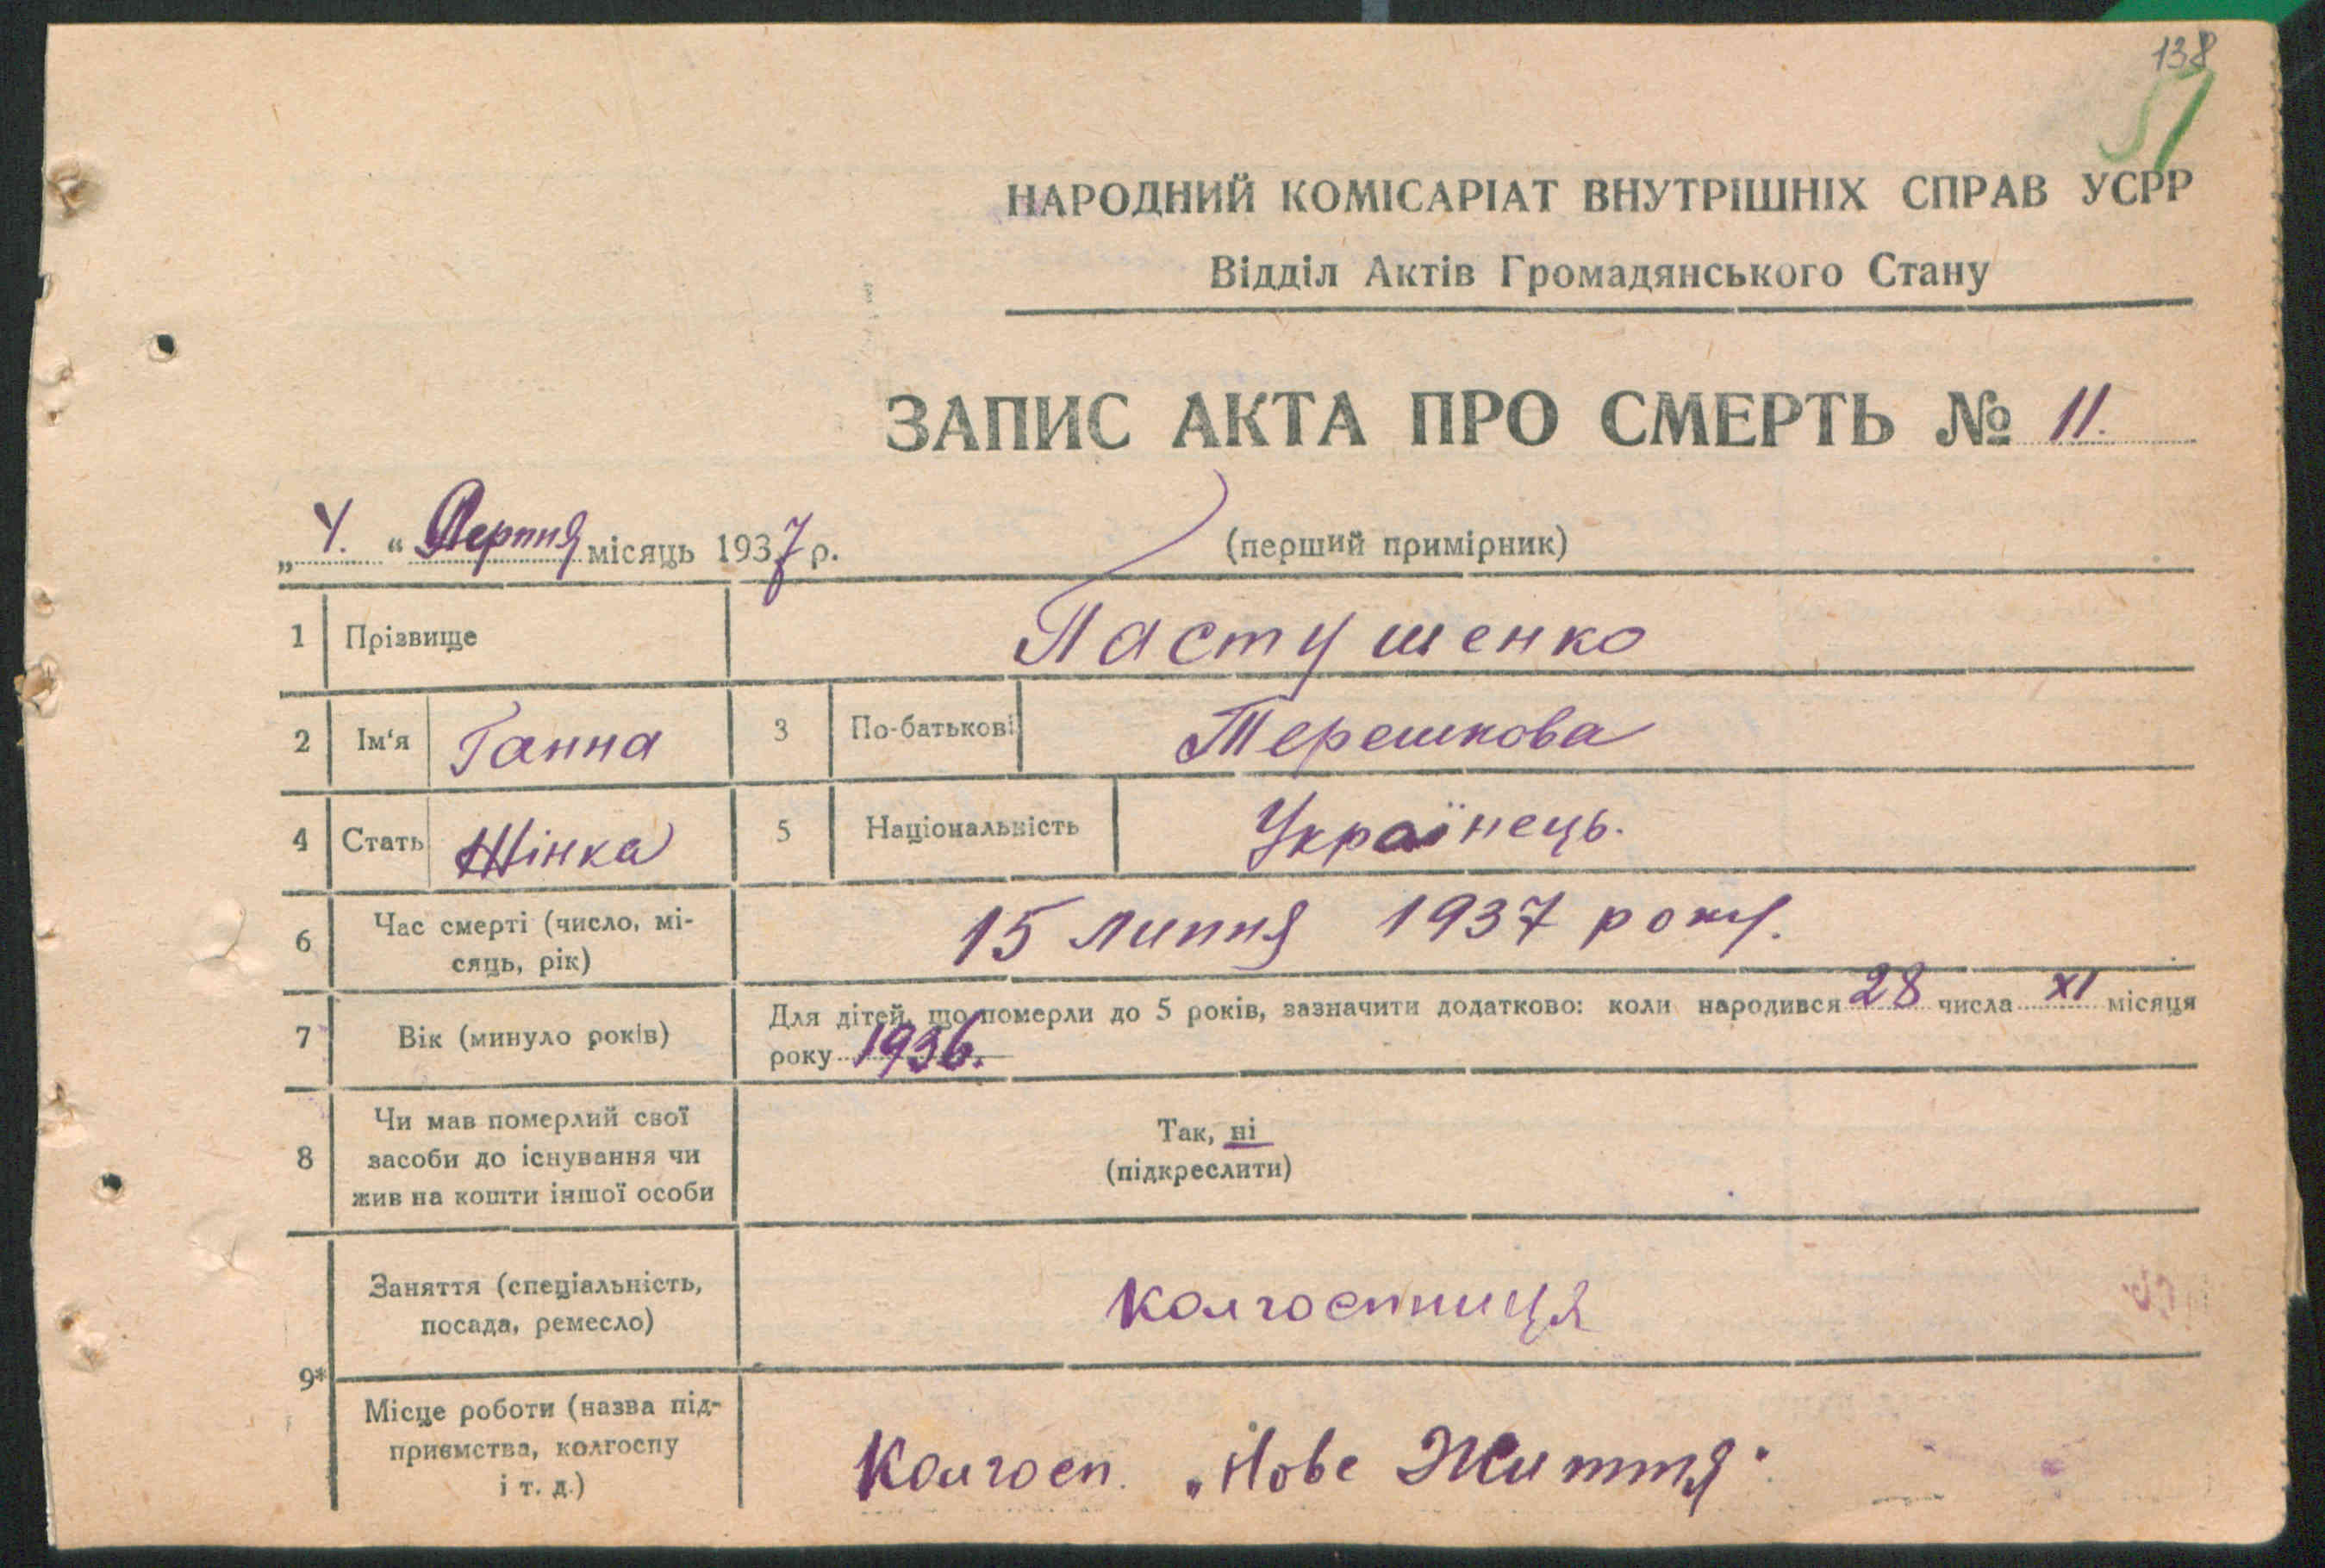 138
51
НАРОДНИЙ КОМІСАРІАТ ВНУТРІШНІХ СПРАВ УСРР
Відділ Актів Громадянського Стану
ЗАПИС АКТА ПРО СМЕРТЬ № 11.
„ 4. “ Серпня місяць 1937 р.
(перший примірник)
1 Прізвище Пастушенко
2 Ім‘я Ганна 3 По-батькові Терешкова
4 Стать Жінка 5 Національність Українець.
6 Час смерті (число, мі-
сяць, рік) 15 липня 1937 року.
7 Вік (минуло років) Для дітей, що померли до 5 років, зазначити додатково: коли народився 28 числа XI місяця
року 1936.
8 Чи мав померлий свої
засоби до існування чи
жив на кошти іншої особи
Так, ні
(підкреслити)
9* Заняття (спеціальність,
посада, ремесло) колгоспниця
Місце роботи (назва під-
приємства, колгоспу
і т. д.) Колгосп. „Нове Життя“